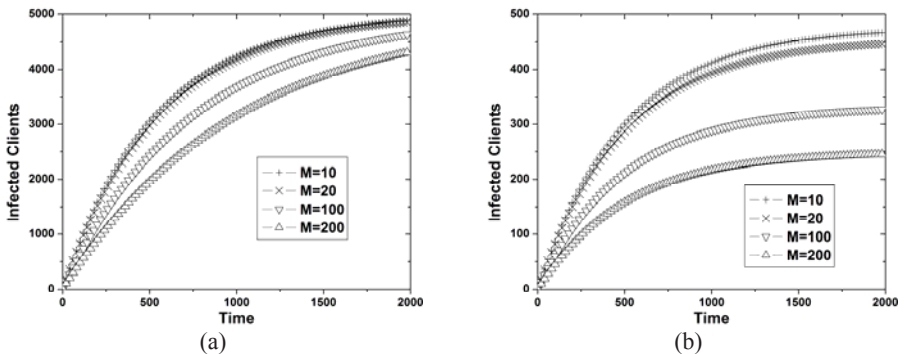 5000
4000
3000
2000
1000
0
Infected Clients
M=10
M=20
M=100
M=200
0 500 1000 1500 2000
Time
(a)
500
400
300
200
100
0
Infected Clients
M=10
M=20
M=100
M=200
0 500 1000 1500 2000
Time
(b)